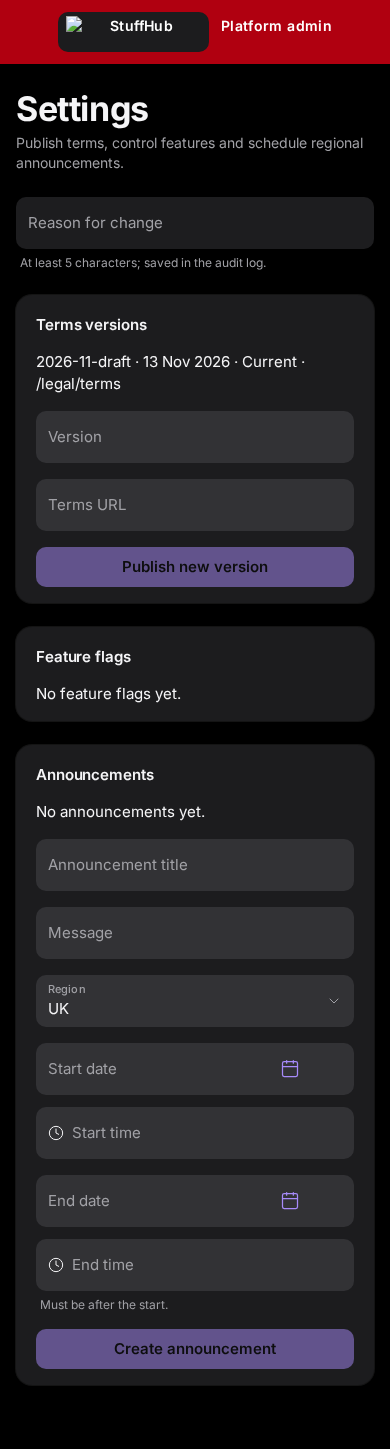 StuffHub Platform admin
Settings
Publish terms, control features and schedule regional
announcements.
Reason for change
At least 5 characters; saved in the audit log.
Terms versions
2026-11-draft · 13 Nov 2026 · Current ·
/legal/terms
Version
Terms URL
Publish new version
Feature flags
No feature flags yet.
Announcements
No announcements yet.
Announcement title
Message
Region
UK
Start date
Start time
End date
End time
Must be after the start.
Create announcement